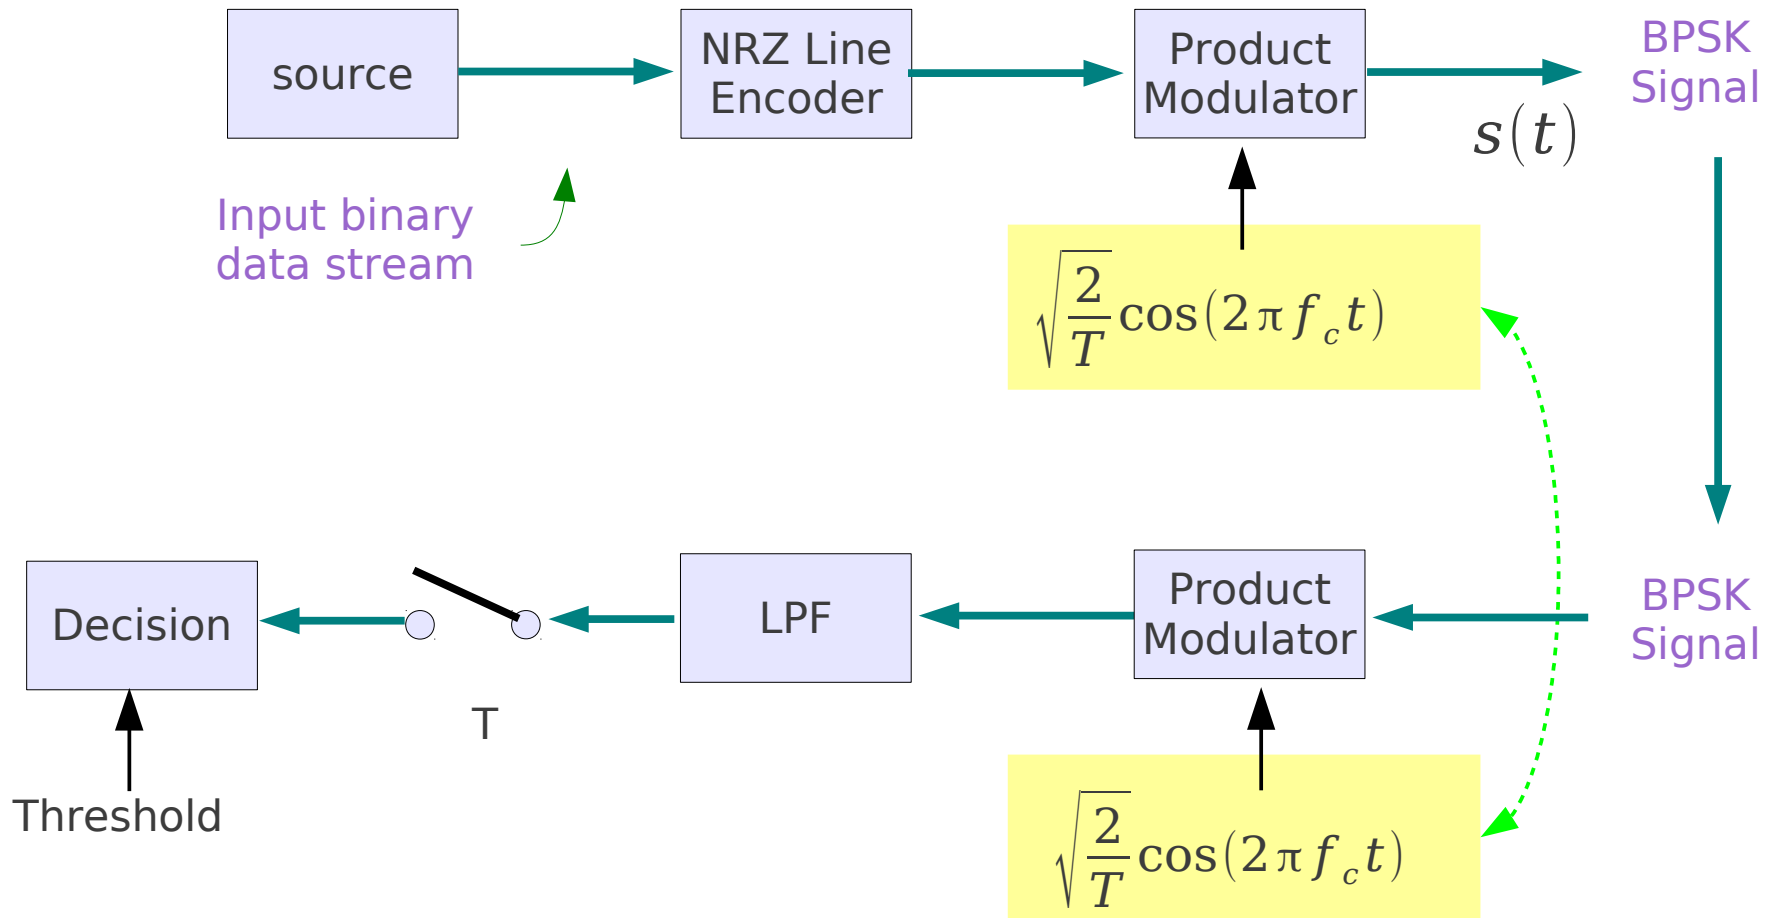 source
NRZ Line
Encoder
Product
Modulator
BPSK
Signal
s(t)
Input binary
data stream
√(2/T) cos(2π f_c t)
Decision
T
LPF
Product
Modulator
BPSK
Signal
Threshold
√(2/T) cos(2π f_c t)